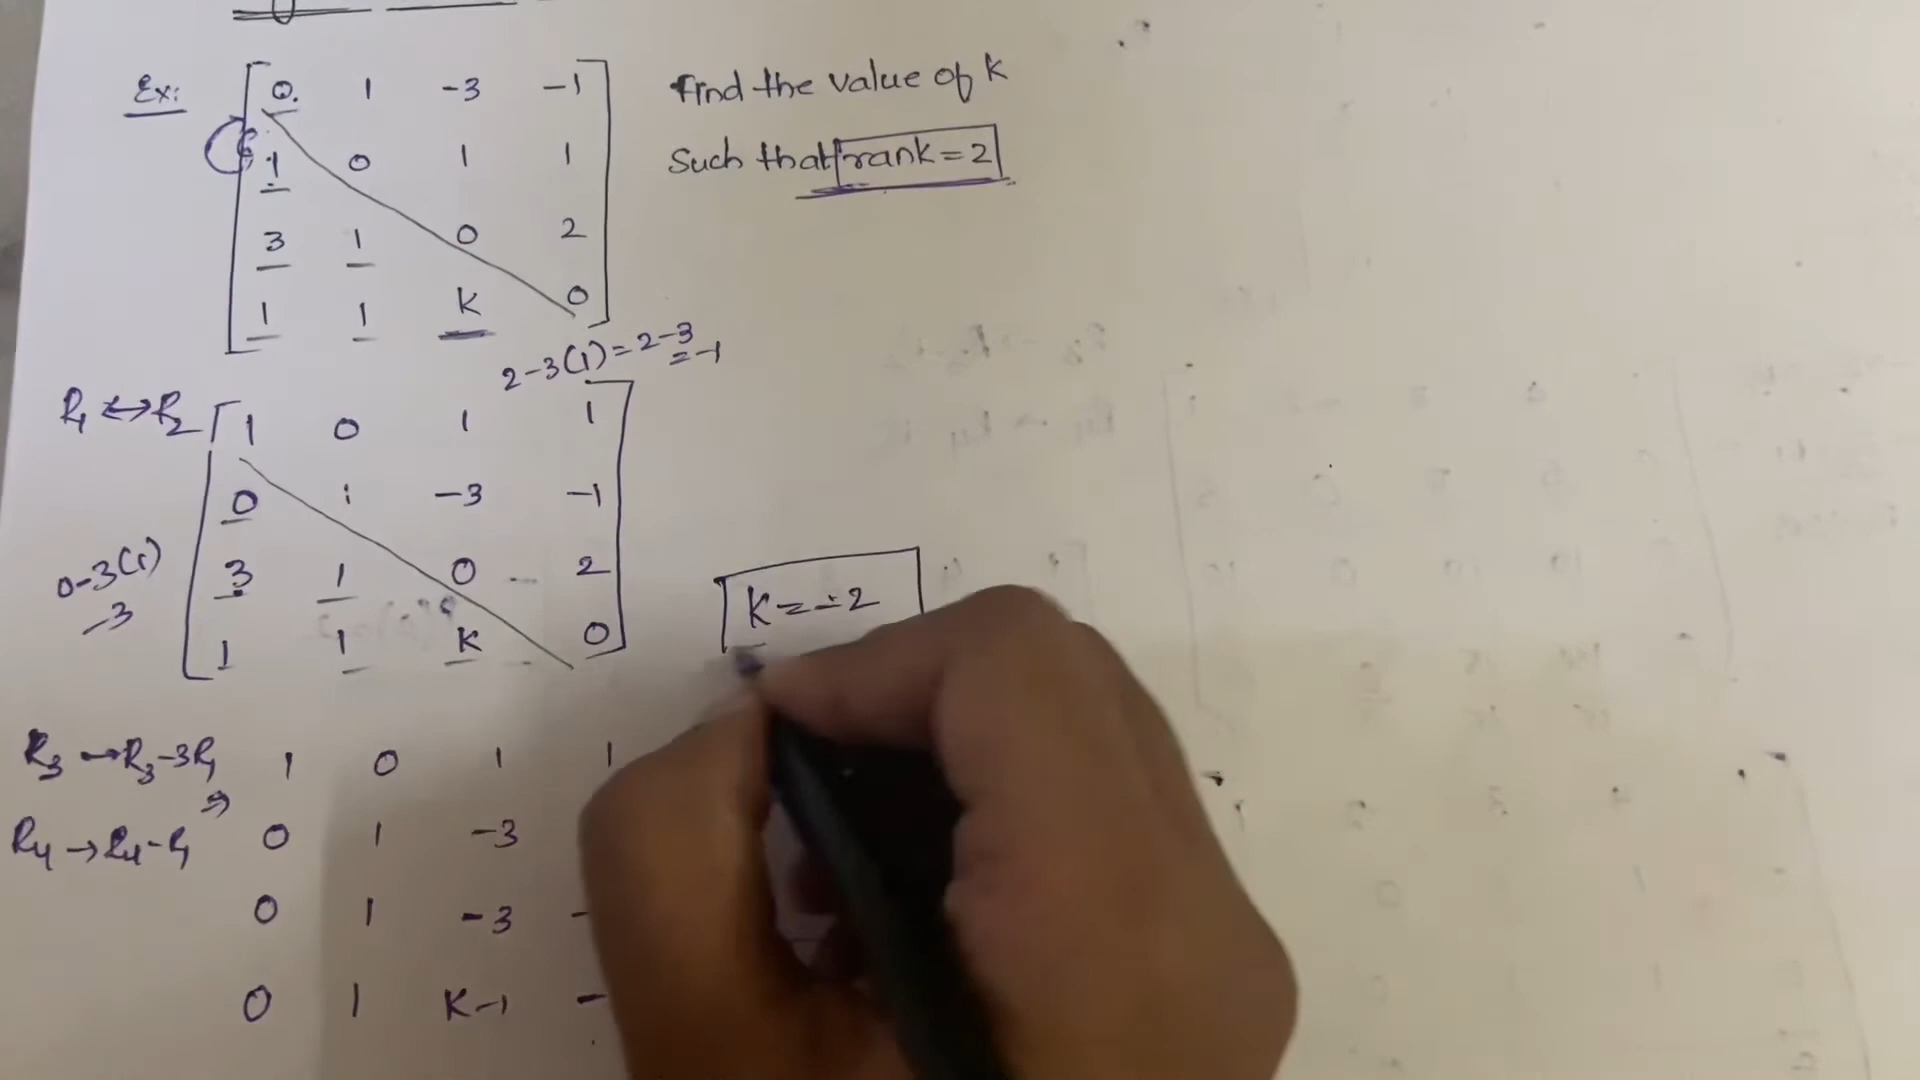 Ex: 0. 1 -3 -1 Find the value of k
1 0 1 1 Such that rank=2
3 1 0 2
1 1 k 0
2-3(1)=2-3
=-1
R1↔R2 1 0 1 1
0 1 -3 -1
0-3(1) 3 1 0 2
-3
1 1 k 0
K=-2
R3→R3-3R1 1 0 1 1
R4→R4-R1 0 1 -3
0 1 -3 -
0 1 K-1 -